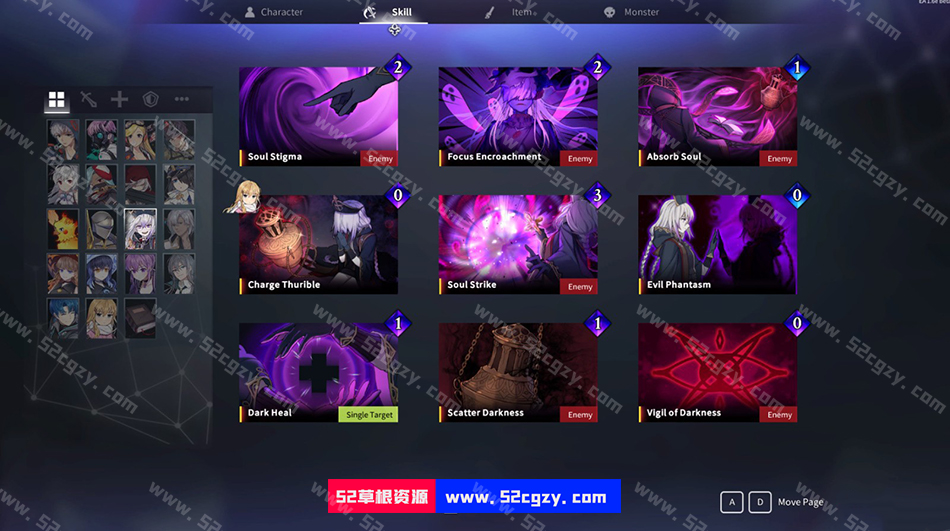 Character
Skill
Item
Monster
2
Soul Stigma
Enemy
2
Focus Encroachment
Enemy
1
Absorb Soul
Enemy
0
Charge Thurible
3
Soul Strike
Enemy
0
Evil Phantasm
1
Dark Heal
Single Target
1
Scatter Darkness
Enemy
0
Vigil of Darkness
Enemy
52草根资源 www.52cgzy.com
A D Move Page
www.52cgzy.com